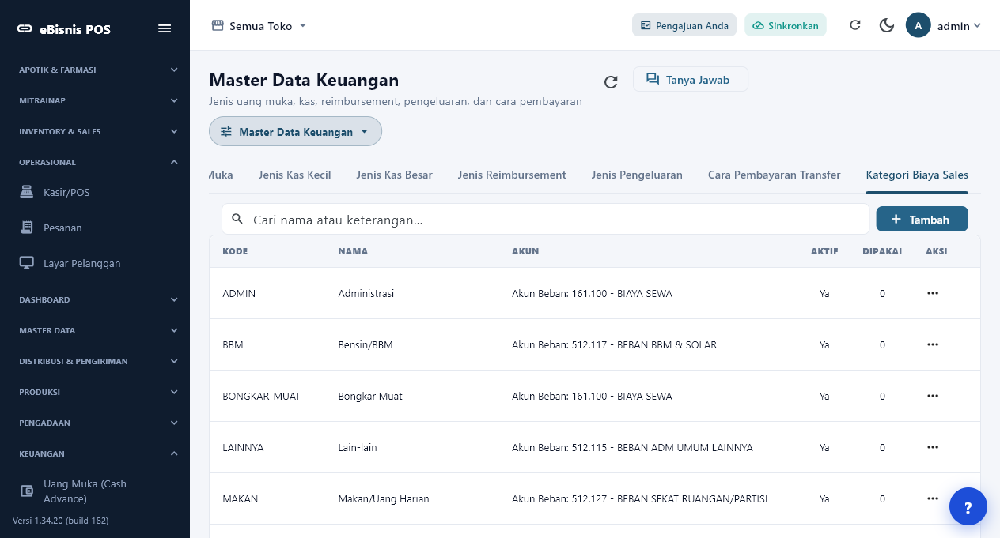 eBisnis POS
APOTIK & FARMASI
MITRAINAP
INVENTORY & SALES
OPERASIONAL
Kasir/POS
Pesanan
Layar Pelanggan
DASHBOARD
MASTER DATA
DISTRIBUSI & PENGIRIMAN
PRODUKSI
PENGADAAN
KEUANGAN
Uang Muka (Cash
Advance)
Versi 1.34.20 (build 182)
Semua Toko
Pengajuan Anda
Sinkronkan
A
admin
Master Data Keuangan
Jenis uang muka, kas, reimbursement, pengeluaran, dan cara pembayaran
Tanya Jawab
Master Data Keuangan
Muka Jenis Kas Kecil Jenis Kas Besar Jenis Reimbursement Jenis Pengeluaran Cara Pembayaran Transfer Kategori Biaya Sales
Cari nama atau keterangan...
+ Tambah
KODE NAMA AKUN AKTIF DIPAKAI AKSI
ADMIN Administrasi Akun Beban: 161.100 - BIAYA SEWA Ya 0 ...
BBM Bensin/BBM Akun Beban: 512.117 - BEBAN BBM & SOLAR Ya 0 ...
BONGKAR_MUAT Bongkar Muat Akun Beban: 161.100 - BIAYA SEWA Ya 0 ...
LAINNYA Lain-lain Akun Beban: 512.115 - BEBAN ADM UMUM LAINNYA Ya 0 ...
MAKAN Makan/Uang Harian Akun Beban: 512.127 - BEBAN SEKAT RUANGAN/PARTISI Ya 0 ...
?